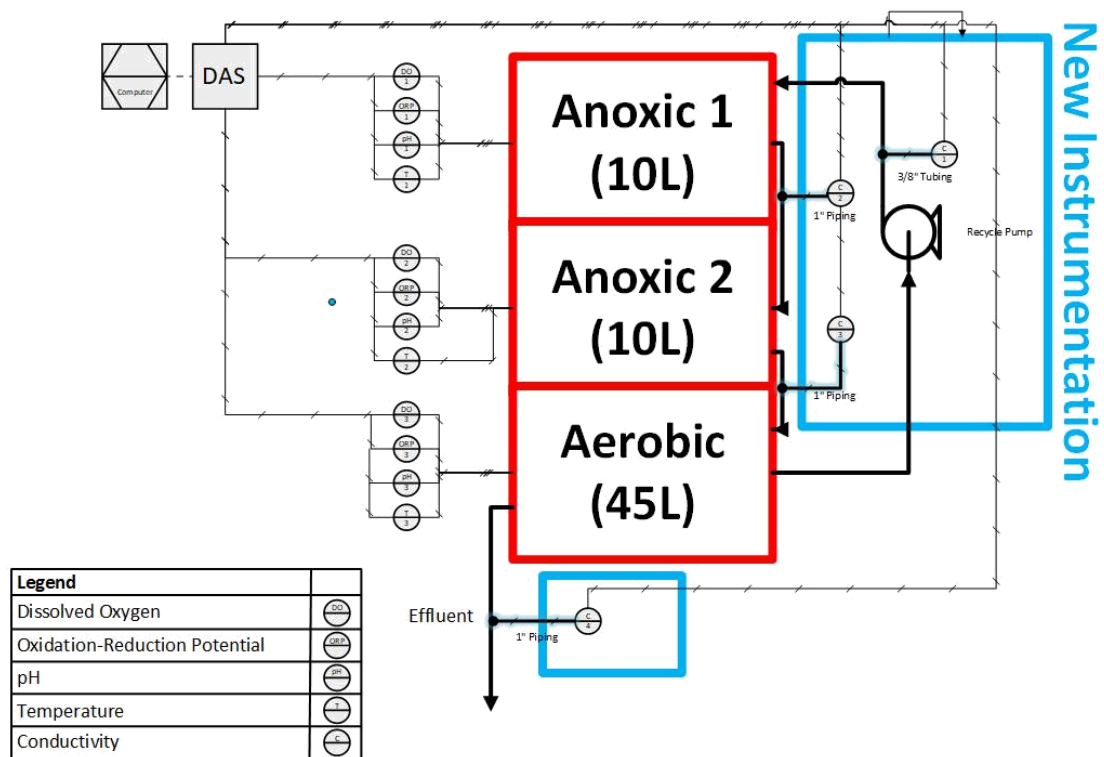 Computer
DAS
DO
1
ORP
1
pH
1
T
1
Anoxic 1
(10L)
C
1
3/8" Tubing
C
2
1" Piping
Recycle Pump
New Instrumentation
DO
2
ORP
2
pH
2
T
2
Anoxic 2
(10L)
C
3
1" Piping
DO
3
ORP
3
pH
3
T
3
Aerobic
(45L)
Effluent
C
4
1" Piping
Legend
Dissolved Oxygen
DO
Oxidation-Reduction Potential
ORP
pH
pH
Temperature
T
Conductivity
C